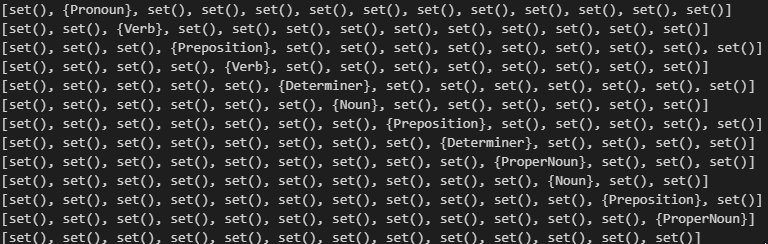 [set(), {Pronoun}, set(), set(), set(), set(), set(), set(), set(), set(), set(), set(), set()]
[set(), set(), {Verb}, set(), set(), set(), set(), set(), set(), set(), set(), set(), set()]
[set(), set(), set(), {Preposition}, set(), set(), set(), set(), set(), set(), set(), set(), set()]
[set(), set(), set(), set(), {Verb}, set(), set(), set(), set(), set(), set(), set(), set()]
[set(), set(), set(), set(), set(), {Determiner}, set(), set(), set(), set(), set(), set(), set()]
[set(), set(), set(), set(), set(), set(), {Noun}, set(), set(), set(), set(), set(), set()]
[set(), set(), set(), set(), set(), set(), set(), {Preposition}, set(), set(), set(), set(), set()]
[set(), set(), set(), set(), set(), set(), set(), set(), {Determiner}, set(), set(), set(), set()]
[set(), set(), set(), set(), set(), set(), set(), set(), set(), {ProperNoun}, set(), set(), set()]
[set(), set(), set(), set(), set(), set(), set(), set(), set(), set(), {Noun}, set(), set()]
[set(), set(), set(), set(), set(), set(), set(), set(), set(), set(), set(), {Preposition}, set()]
[set(), set(), set(), set(), set(), set(), set(), set(), set(), set(), set(), set(), {ProperNoun}]
[set(), set(), set(), set(), set(), set(), set(), set(), set(), set(), set(), set(), set()]